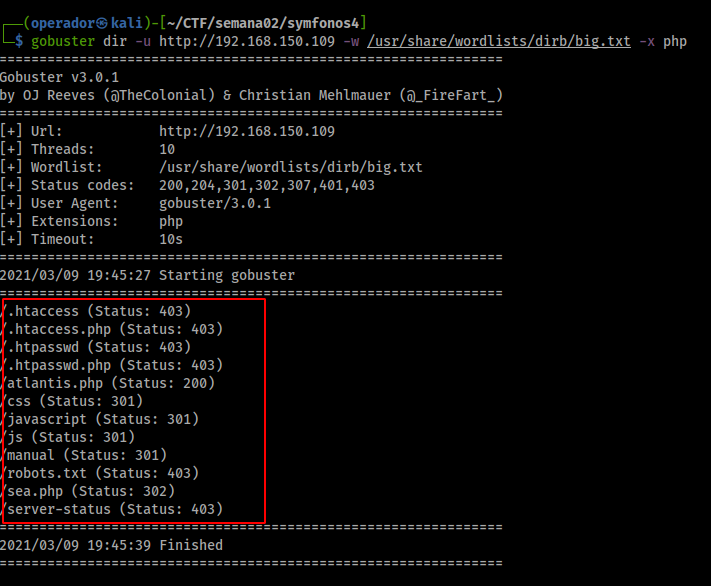 ┌──(operador㉿kali)-[~/CTF/semana02/symfonos4]
└─$ gobuster dir -u http://192.168.150.109 -w /usr/share/wordlists/dirb/big.txt -x php
===============================================================
Gobuster v3.0.1
by OJ Reeves (@TheColonial) & Christian Mehlmauer (@_FireFart_)
===============================================================
[+] Url:            http://192.168.150.109
[+] Threads:        10
[+] Wordlist:       /usr/share/wordlists/dirb/big.txt
[+] Status codes:   200,204,301,302,307,401,403
[+] User Agent:     gobuster/3.0.1
[+] Extensions:     php
[+] Timeout:        10s
===============================================================
2021/03/09 19:45:27 Starting gobuster
===============================================================
/.htaccess (Status: 403)
/.htaccess.php (Status: 403)
/.htpasswd (Status: 403)
/.htpasswd.php (Status: 403)
/atlantis.php (Status: 200)
/css (Status: 301)
/javascript (Status: 301)
/js (Status: 301)
/manual (Status: 301)
/robots.txt (Status: 403)
/sea.php (Status: 302)
/server-status (Status: 403)
===============================================================
2021/03/09 19:45:39 Finished
===============================================================